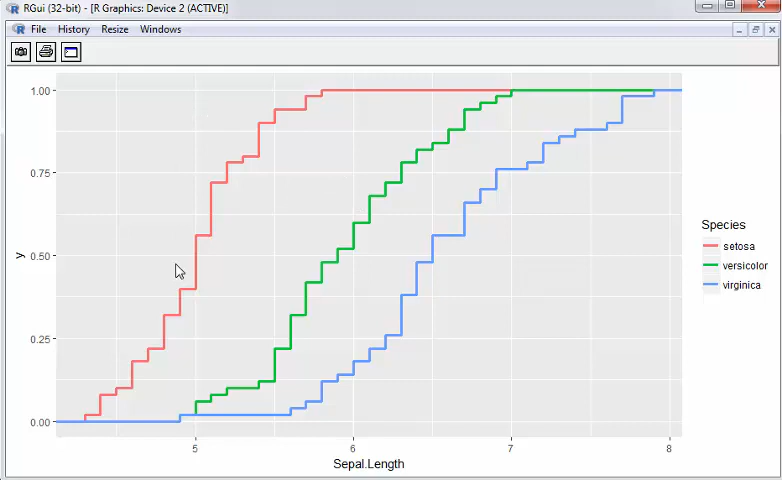 RGui (32-bit) - [R Graphics: Device 2 (ACTIVE)]
File History Resize Windows
1.00
0.75
0.50
0.25
0.00
y
5 6 7 8
Sepal.Length
Species
setosa
versicolor
virginica